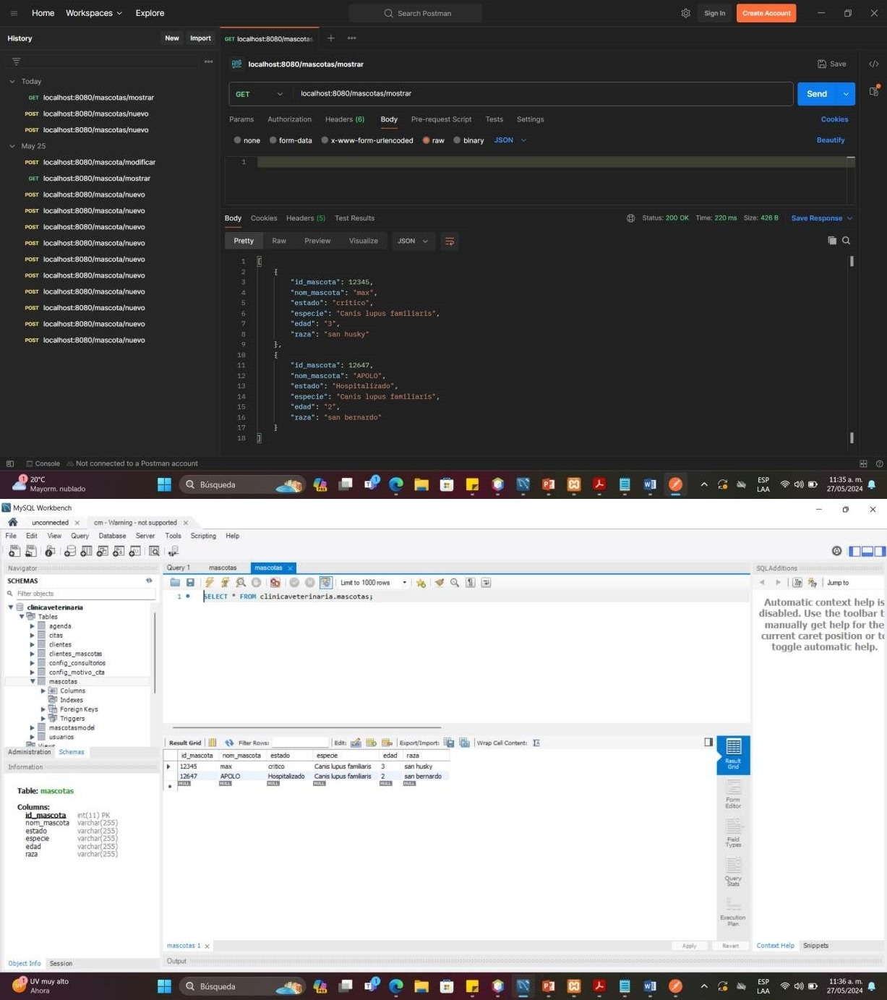 Home Workspaces Explore Search Postman Sign In Create Account
History New Import GET localhost:8080/mascotas
localhost:8080/mascotas/mostrar Save
Today
GET localhost:8080/mascotas/mostrar
POST localhost:8080/mascotas/nuevo
POST localhost:8080/mascotas/nuevo
May 25
POST localhost:8080/mascota/modificar
GET localhost:8080/mascota/mostrar
POST localhost:8080/mascota/nuevo
POST localhost:8080/mascota/nuevo
POST localhost:8080/mascota/nuevo
POST localhost:8080/mascota/nuevo
POST localhost:8080/mascota/nuevo
POST localhost:8080/mascota/nuevo
POST localhost:8080/mascota/nuevo
POST localhost:8080/mascota/nuevo
POST localhost:8080/mascota/nuevo
POST localhost:8080/mascota/nuevo
GET localhost:8080/mascotas/mostrar Send
Params Authorization Headers (6) Body Pre-request Script Tests Settings Cookies
none form-data x-www-form-urlencoded raw binary JSON Beautify
1
Body Cookies Headers (5) Test Results Status: 200 OK Time: 220 ms Size: 426 B Save Response
Pretty Raw Preview Visualize JSON
1 [
2 {
3 "id_mascota": 12345,
4 "nom_mascota": "max",
5 "estado": "critico",
6 "especie": "Canis lupus familiaris",
7 "edad": "3",
8 "raza": "san husky"
9 },
10 {
11 "id_mascota": 12647,
12 "nom_mascota": "APOLO",
13 "estado": "Hospitalizado",
14 "especie": "Canis lupus familiaris",
15 "edad": "2",
16 "raza": "san bernardo"
17 }
18 ]
Console Not connected to a Postman account
1 20°C
Mayorm. nublado
Búsqueda
ESP
LAA
11:35 a. m.
27/05/2024
MySQL Workbench
unconnected cm - Warning - not supported
File Edit View Query Database Server Tools Scripting Help
Navigator
SCHEMAS
Filter objects
clinicaveterinaria
Tables
agenda
citas
clientes
clientes_mascotas
config_consultorios
config_motivo_cita
mascotas
Columns
Indexes
Foreign Keys
Triggers
mascotasmodel
usuarios
Views
Administration Schemas
Information
Table: mascotas
Columns:
id_mascota int(11) PK
nom_mascota varchar(255)
estado varchar(255)
especie varchar(255)
edad varchar(255)
raza varchar(255)
Object Info Session
Query 1 mascotas mascotas
Limit to 1000 rows
1 SELECT * FROM clinicaveterinaria.mascotas;
Result Grid Filter Rows: Edit: Export/Import: Wrap Cell Content:
id_mascota nom_mascota estado especie edad raza
12345 max critico Canis lupus familiaris 3 san husky
12647 APOLO Hospitalizado Canis lupus familiaris 2 san bernardo
NULL NULL NULL NULL NULL NULL
Result
Grid
Form
Editor
Field
Types
Query
Stats
Execution
Plan
mascotas 1 Apply Revert
Output
SQLAdditions
Jump to
Automatic context help is
disabled. Use the toolbar t
manually get help for the
current caret position or to
toggle automatic help.
Context Help Snippets
1 UV muy alto
Ahora
Búsqueda
ESP
LAA
11:36 a. m.
27/05/2024